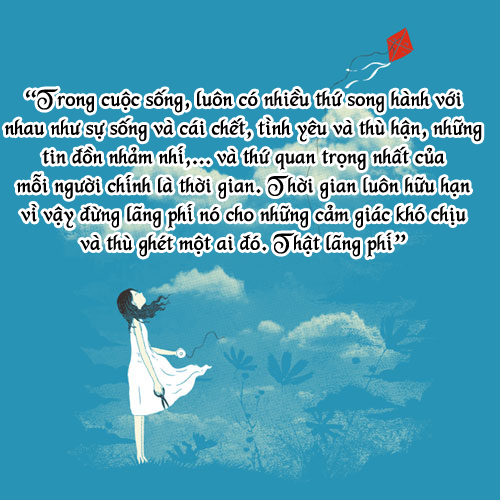 “Trong cuộc sống, luôn có nhiều thứ song hành với
nhau như sự sống và cái chết, tình yêu và thù hận, những
tin đồn nhảm nhí,... và thứ quan trọng nhất của
mỗi người chính là thời gian. Thời gian luôn hữu hạn
vì vậy đừng lãng phí nó cho những cảm giác khó chịu
và thù ghét một ai đó. Thật lãng phí”